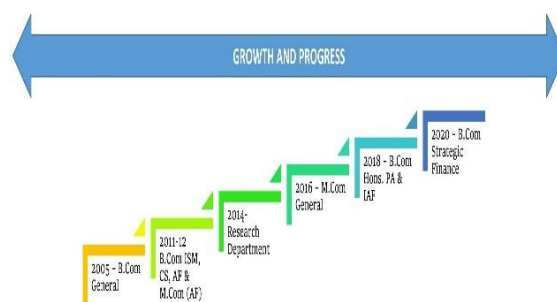 GROWTH AND PROGRESS
2005 - B.Com
General
2011-12
B.Com ISM,
CS, AF &
M.Com (AF)
2014-
Research
Department
2016 - M.Com
General
2018 - B.Com
Hons. PA &
IAF
2020 - B.Com
Strategic
Finance